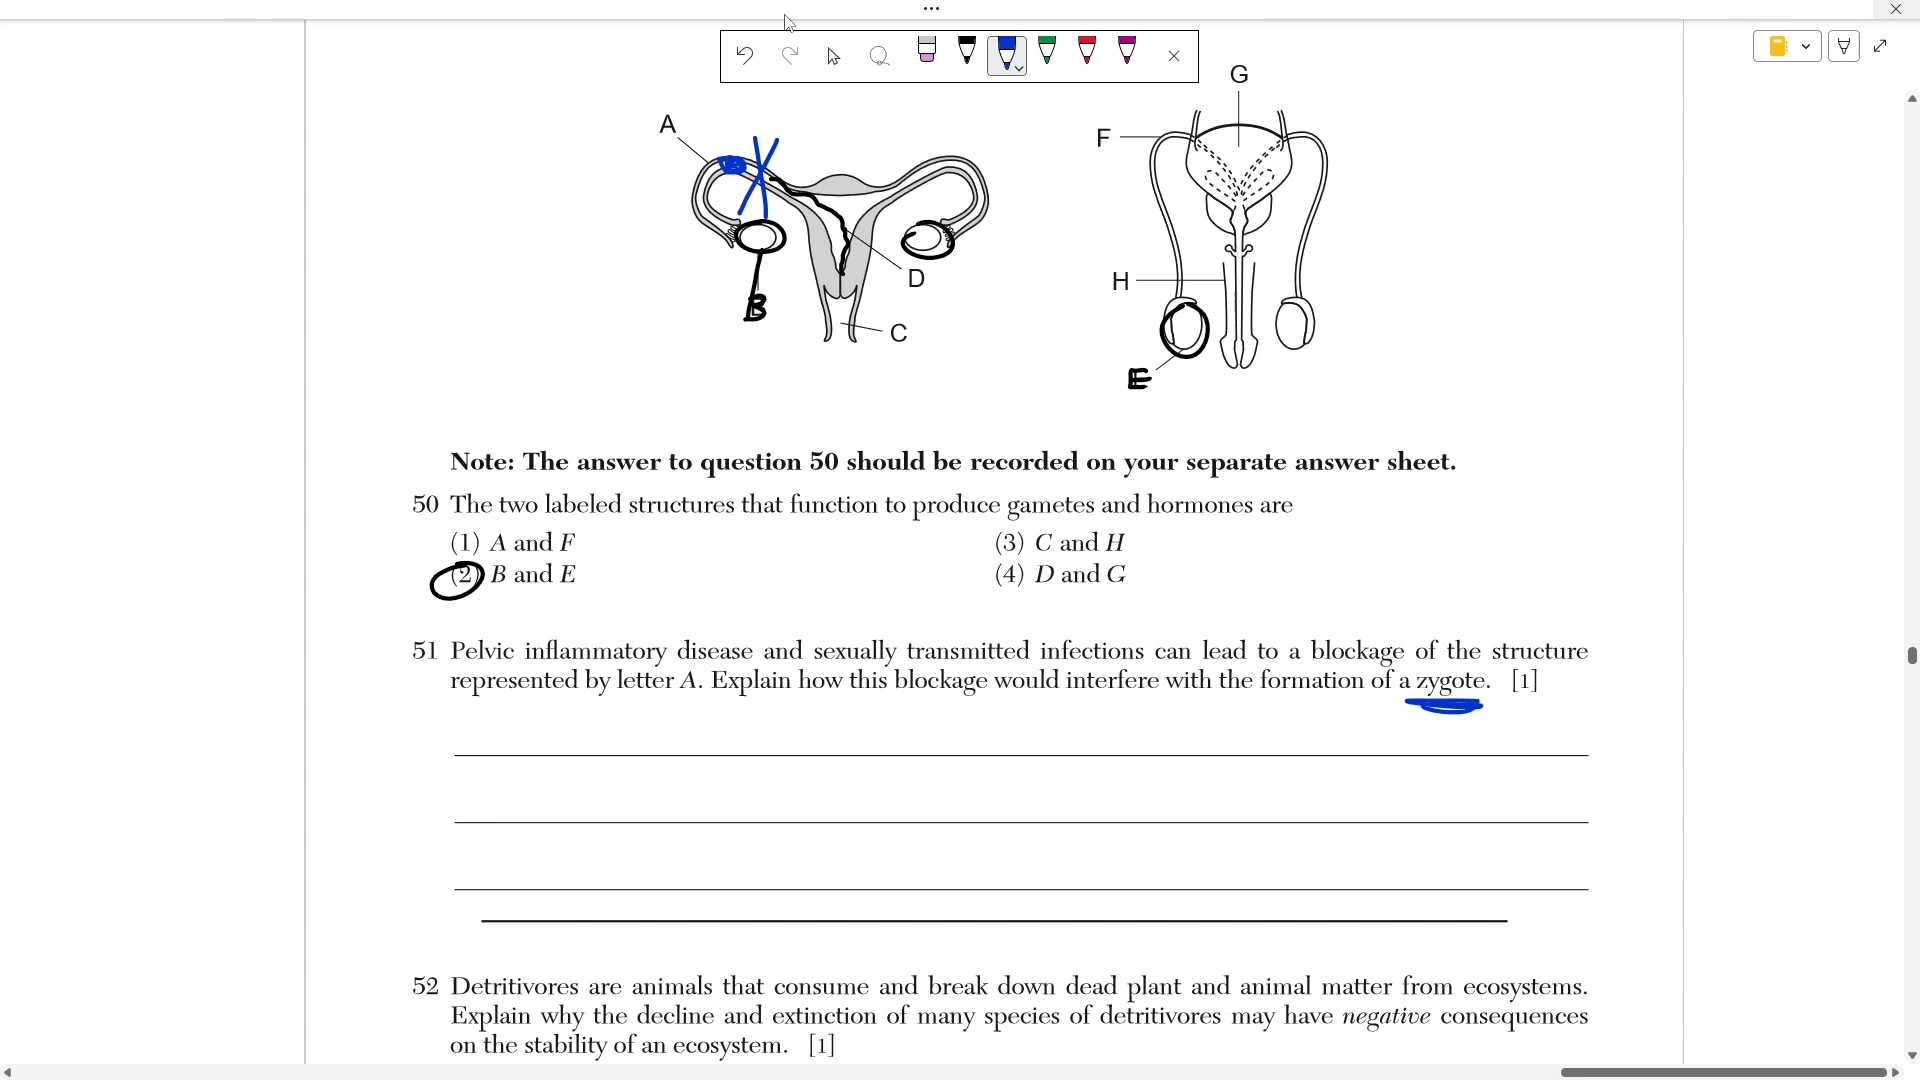 G
A
F
D
H
B
C
E
Note: The answer to question 50 should be recorded on your separate answer sheet.
50 The two labeled structures that function to produce gametes and hormones are
(1) A and F
(3) C and H
(2) B and E
(4) D and G
51 Pelvic inflammatory disease and sexually transmitted infections can lead to a blockage of the structure
represented by letter A. Explain how this blockage would interfere with the formation of a zygote. [1]
52 Detritivores are animals that consume and break down dead plant and animal matter from ecosystems.
Explain why the decline and extinction of many species of detritivores may have negative consequences
on the stability of an ecosystem. [1]